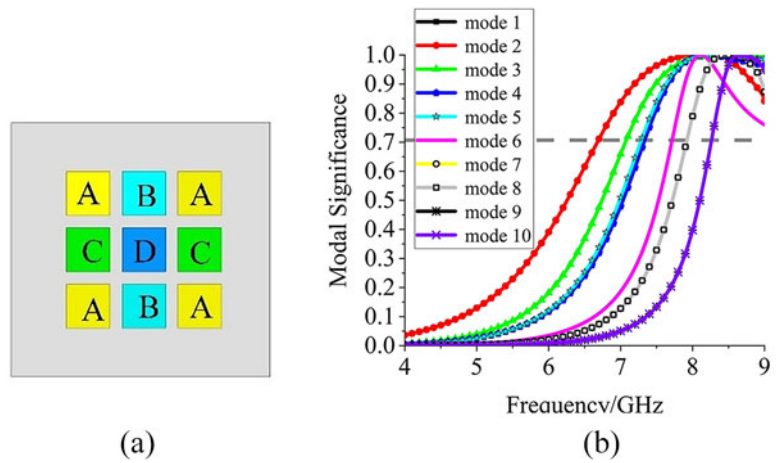 A B A
C D C
A B A
(a)
mode 1
mode 2
mode 3
mode 4
mode 5
mode 6
mode 7
mode 8
mode 9
mode 10
Modal Significance
1.0
0.9
0.8
0.7
0.6
0.5
0.4
0.3
0.2
0.1
0.0
4 5 6 7 8 9
Frequency/GHz
(b)